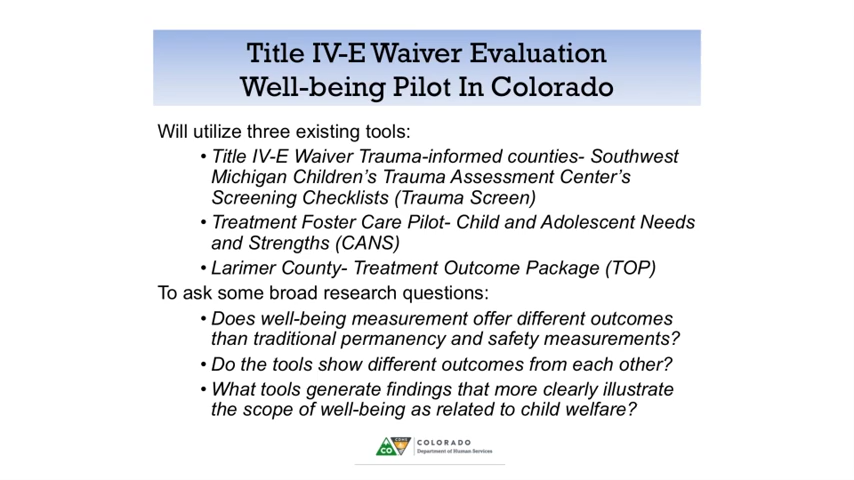 Title IV-E Waiver Evaluation
Well-being Pilot In Colorado
Will utilize three existing tools:
• Title IV-E Waiver Trauma-informed counties- Southwest
Michigan Children's Trauma Assessment Center's
Screening Checklists (Trauma Screen)
• Treatment Foster Care Pilot- Child and Adolescent Needs
and Strengths (CANS)
• Larimer County- Treatment Outcome Package (TOP)
To ask some broad research questions:
• Does well-being measurement offer different outcomes
than traditional permanency and safety measurements?
• Do the tools show different outcomes from each other?
• What tools generate findings that more clearly illustrate
the scope of well-being as related to child welfare?
CO
CDHS
COLORADO
Department of Human Services